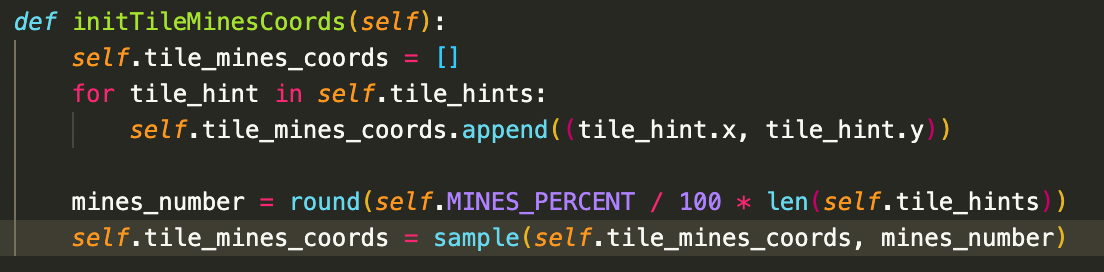 def initTileMinesCoords(self):
    self.tile_mines_coords = []
    for tile_hint in self.tile_hints:
        self.tile_mines_coords.append((tile_hint.x, tile_hint.y))

    mines_number = round(self.MINES_PERCENT / 100 * len(self.tile_hints))
    self.tile_mines_coords = sample(self.tile_mines_coords, mines_number)